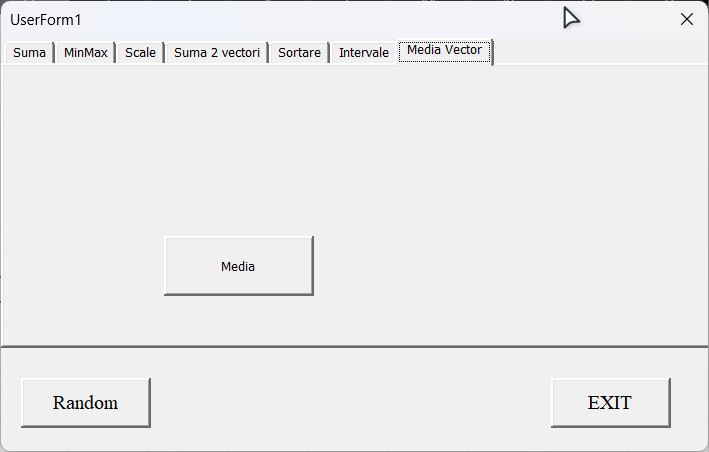 UserForm1
Suma MinMax Scale Suma 2 vectori Sortare Intervale Media Vector
Media
Random EXIT